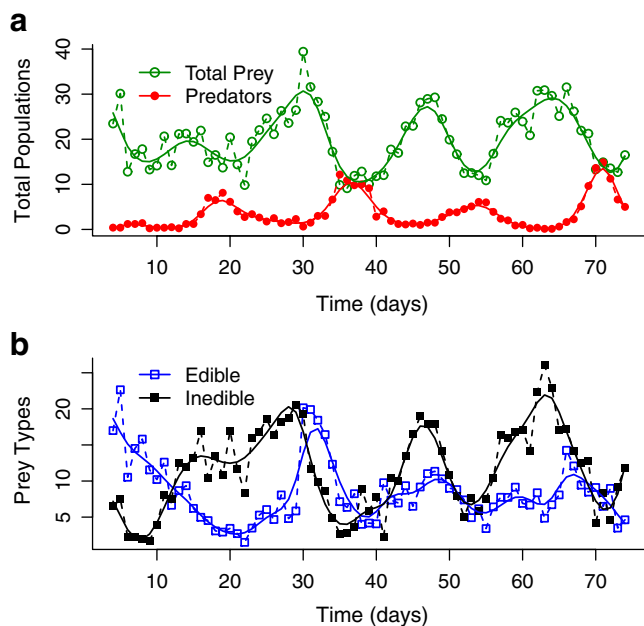 a
Total Populations
40
30
20
10
0
Total Prey
Predators
10 20 30 40 50 60 70
Time (days)
b
Prey Types
20
10
5
Edible
Inedible
10 20 30 40 50 60 70
Time (days)